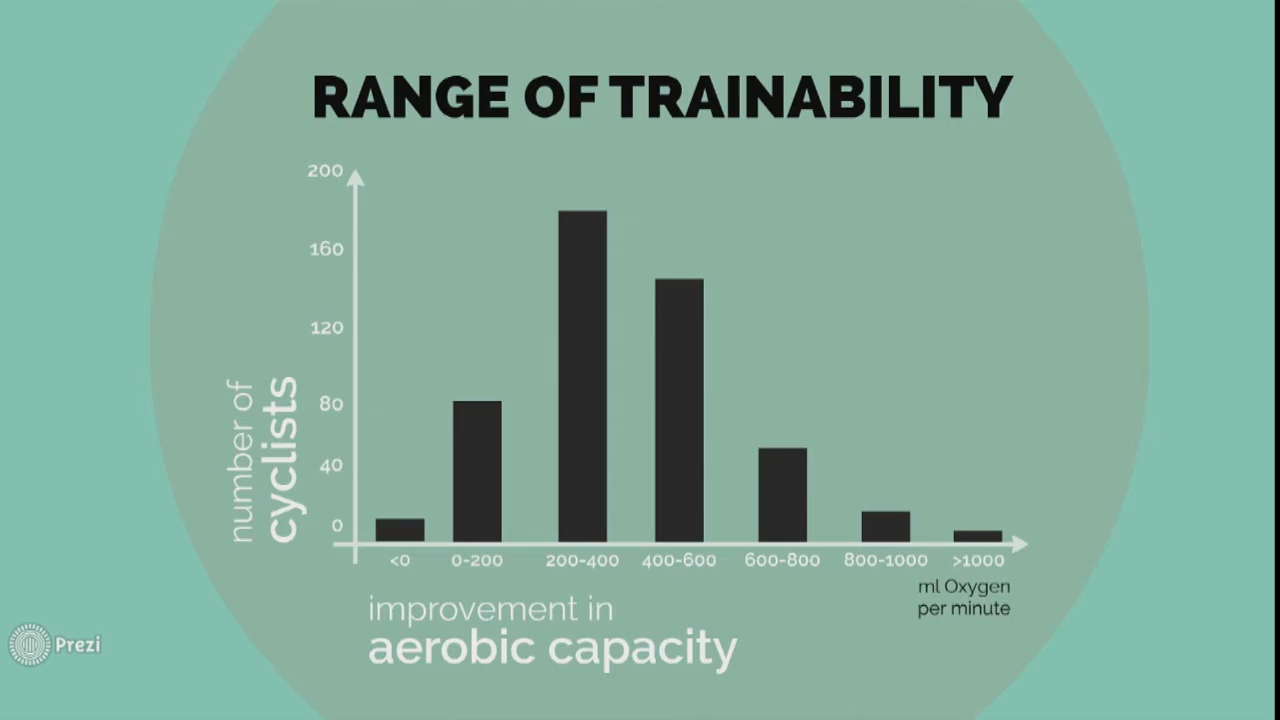 RANGE OF TRAINABILITY
200
160
120
80
40
0
number of
cyclists
<0
0-200
200-400
400-600
600-800
800-1000
>1000
ml Oxygen
per minute
improvement in
aerobic capacity
Prezi